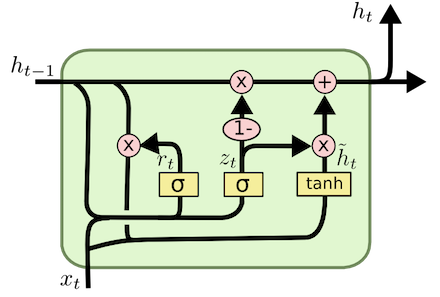 h_t
h_{t-1}
x
+
1-
x
r_t
z_t
x
h̃_t
σ
σ
tanh
x_t